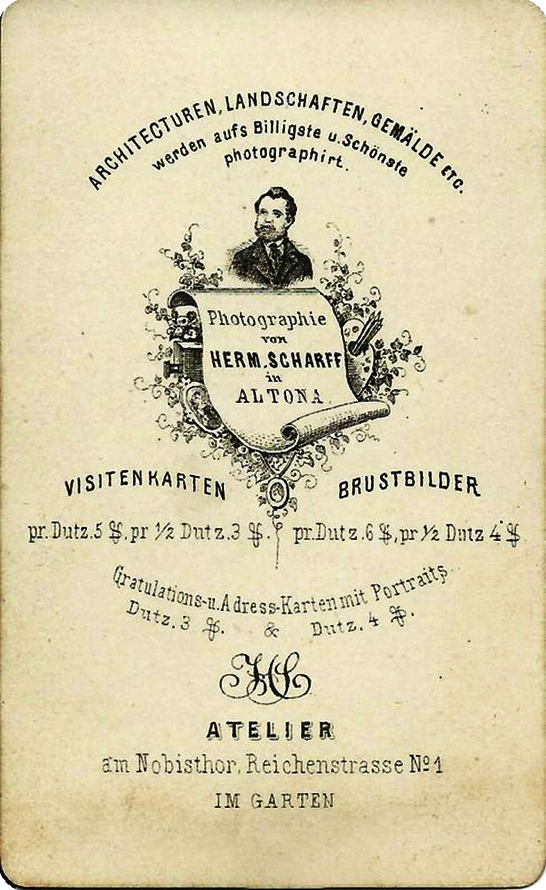 ARCHITECTUREN, LANDSCHAFTEN, GEMÄLDE ETC.
werden aufs Billigste u. Schönste
photographirt.
Photographie
von
HERM. SCHARFF
in
ALTONA.
VISITENKARTEN BRUSTBILDER
pr. Dutz. 5 ₰, pr ½ Dutz. 3 ₰. pr. Dutz. 6 ₰, pr ½ Dutz 4 ₰
Gratulations- u. Adress-Karten mit Portraits
Dutz. 3 ₰. & Dutz. 4 ₰.
HS
ATELIER
am Nobisthor, Reichenstrasse No 1
IM GARTEN